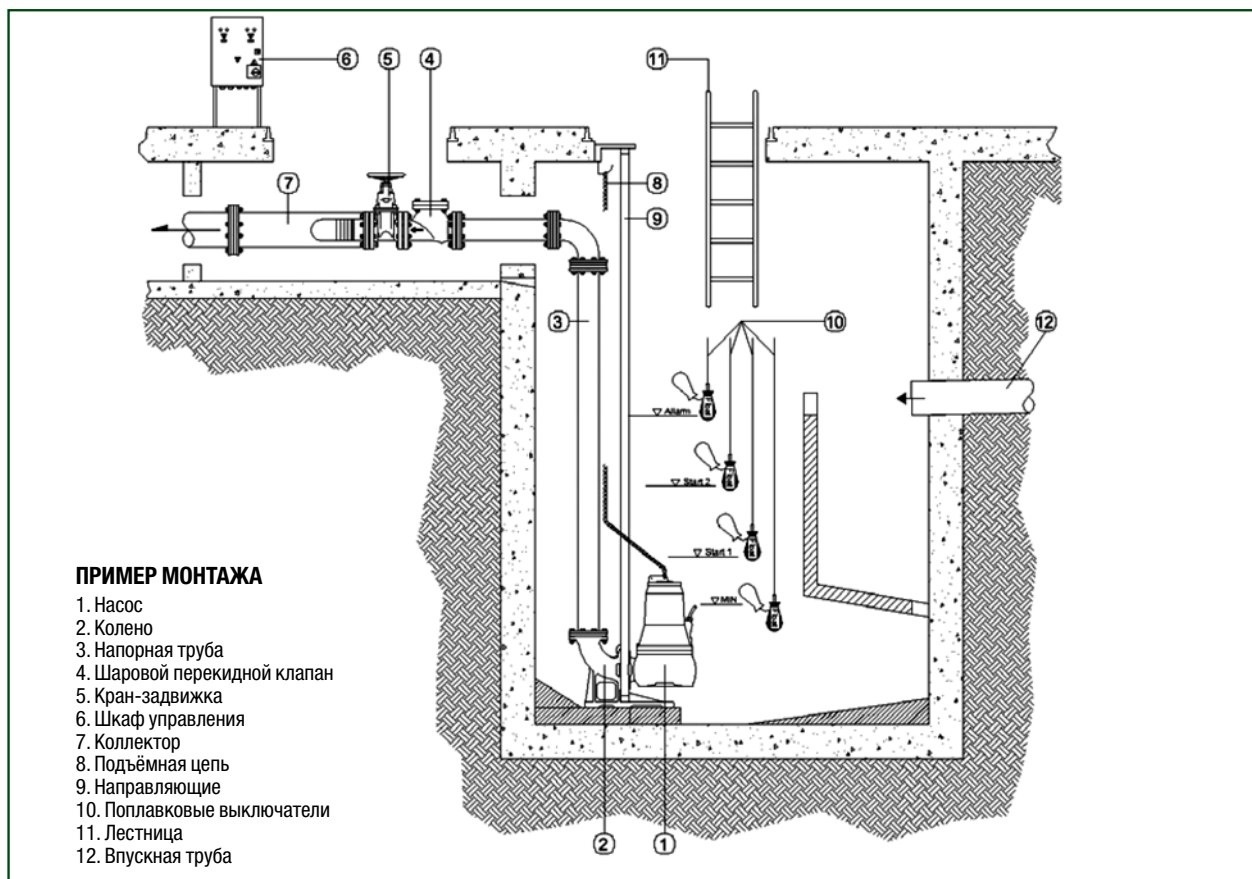 6
5
4
11
7
8
9
3
10
12
Allarm
Start 2
Start 1
MIN
2
1
ПРИМЕР МОНТАЖА
1. Насос
2. Колено
3. Напорная труба
4. Шаровой перекидной клапан
5. Кран-задвижка
6. Шкаф управления
7. Коллектор
8. Подъёмная цепь
9. Направляющие
10. Поплавковые выключатели
11. Лестница
12. Впускная труба